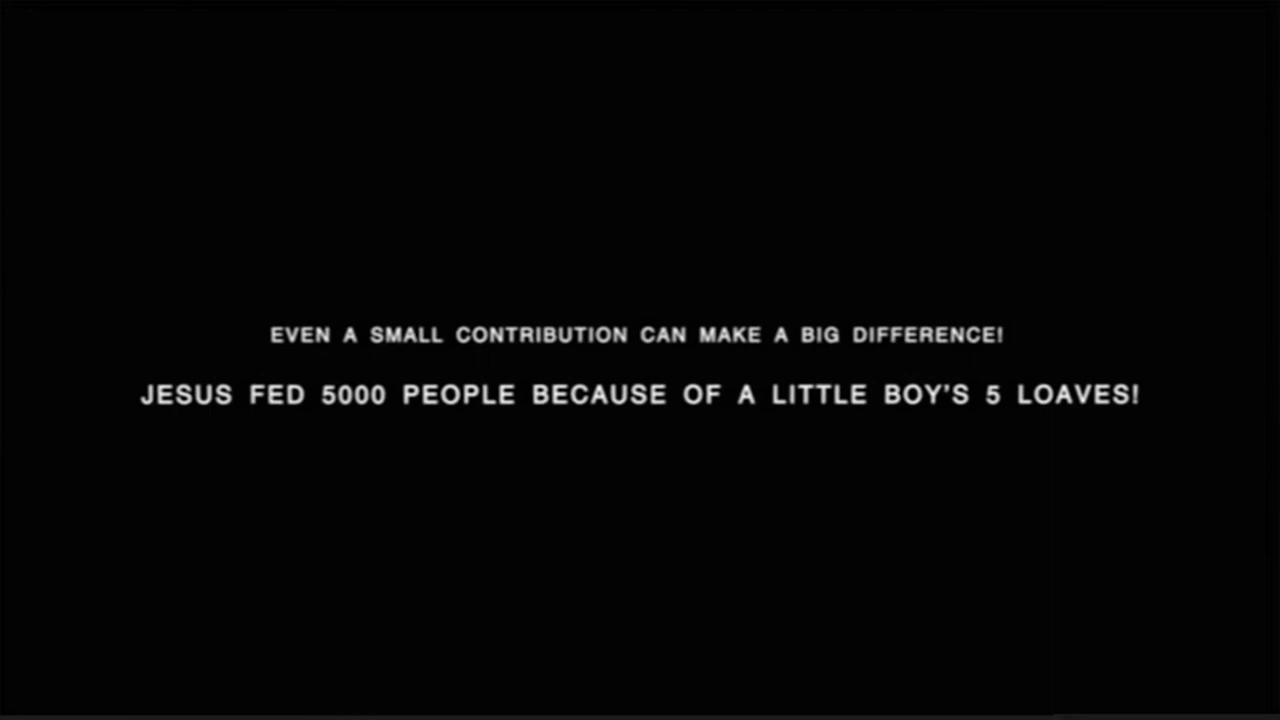 EVEN A SMALL CONTRIBUTION CAN MAKE A BIG DIFFERENCE!
JESUS FED 5000 PEOPLE BECAUSE OF A LITTLE BOY'S 5 LOAVES!